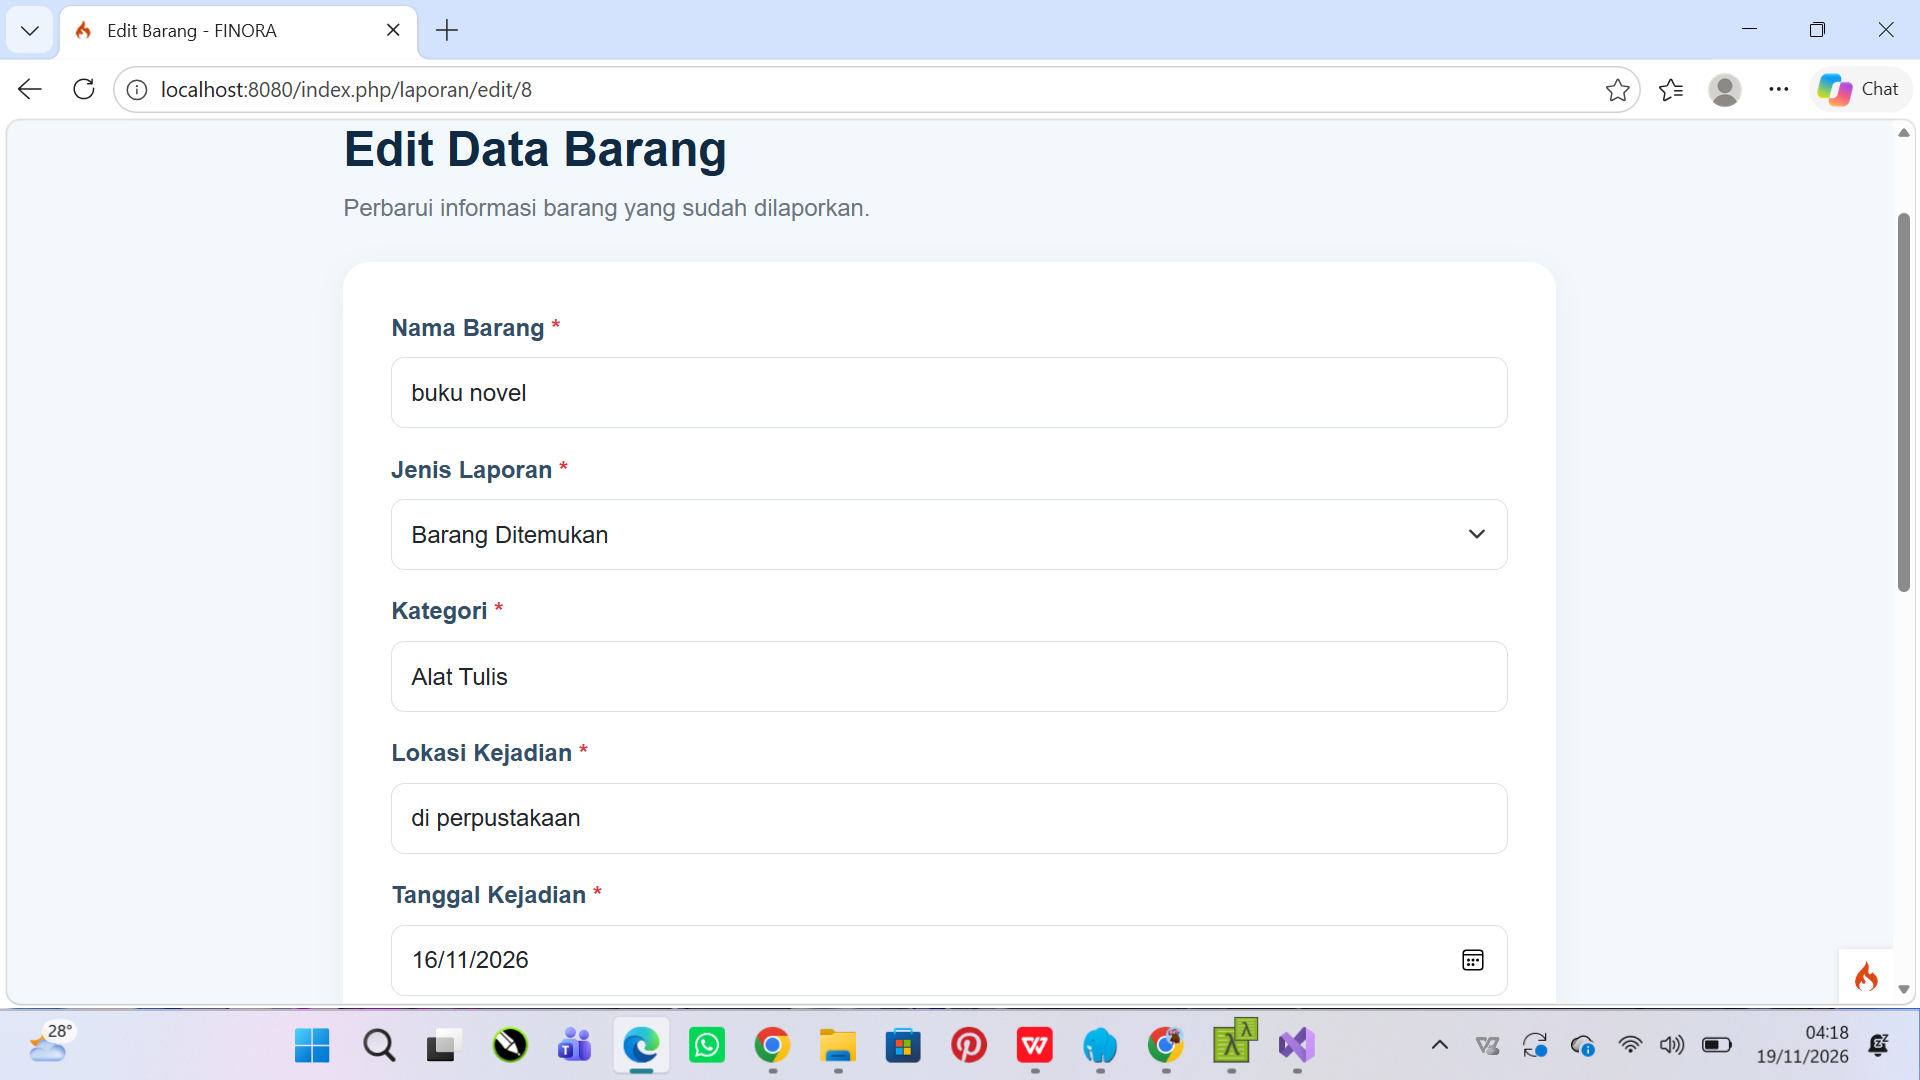 Edit Barang - FINORA
localhost:8080/index.php/laporan/edit/8
Chat
Edit Data Barang
Perbarui informasi barang yang sudah dilaporkan.
Nama Barang *
buku novel
Jenis Laporan *
Barang Ditemukan
Kategori *
Alat Tulis
Lokasi Kejadian *
di perpustakaan
Tanggal Kejadian *
16/11/2026
28°
04:18
19/11/2026